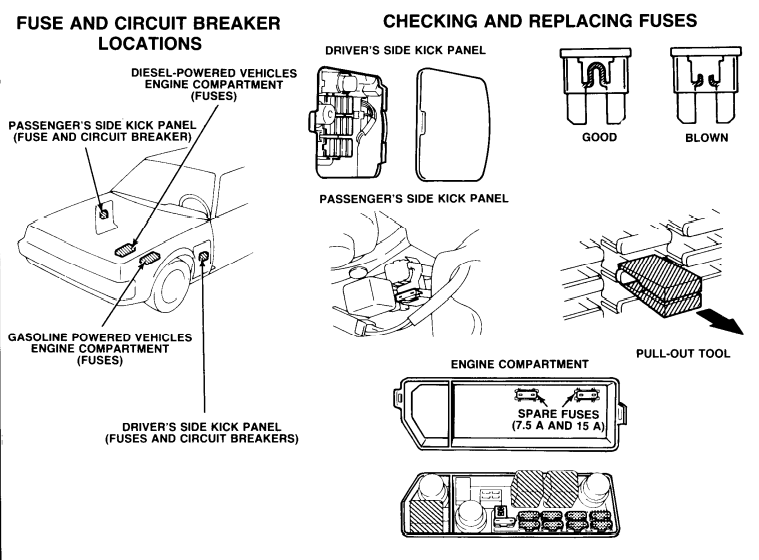 FUSE AND CIRCUIT BREAKER
LOCATIONS
DIESEL-POWERED VEHICLES
ENGINE COMPARTMENT
(FUSES)
PASSENGER'S SIDE KICK PANEL
(FUSE AND CIRCUIT BREAKER)
GASOLINE POWERED VEHICLES
ENGINE COMPARTMENT
(FUSES)
DRIVER'S SIDE KICK PANEL
(FUSES AND CIRCUIT BREAKERS)
CHECKING AND REPLACING FUSES
DRIVER'S SIDE KICK PANEL
GOOD
BLOWN
PASSENGER'S SIDE KICK PANEL
PULL-OUT TOOL
ENGINE COMPARTMENT
SPARE FUSES
(7.5 A AND 15 A)